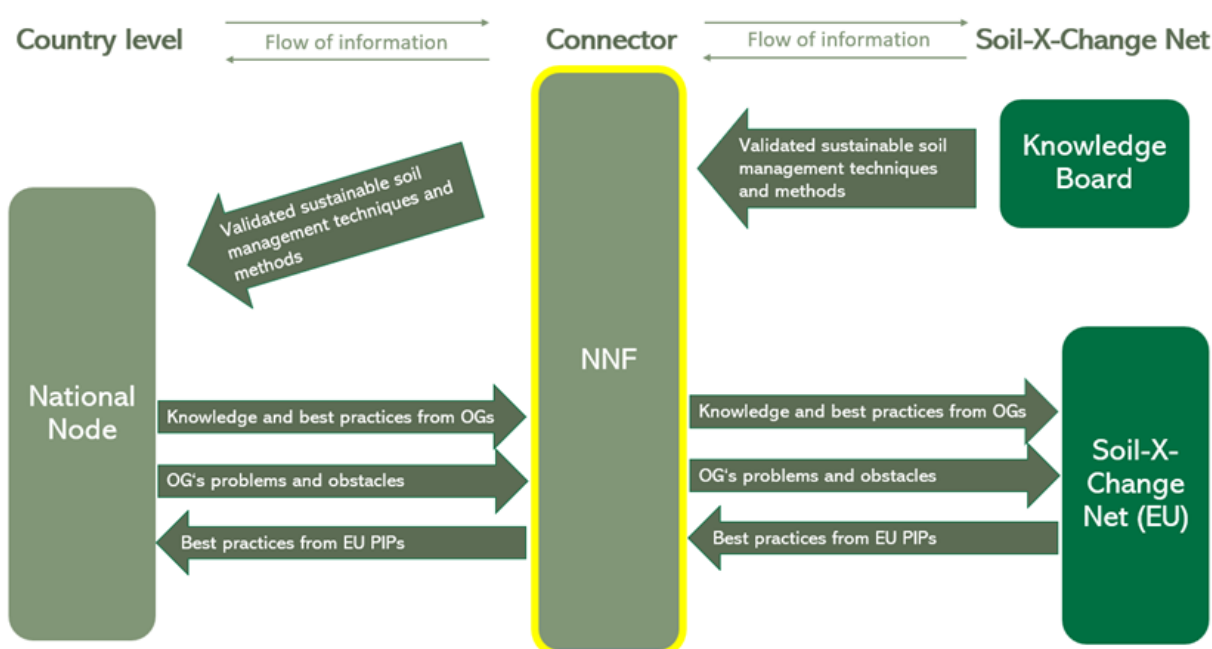 Country level
Flow of information
Connector
Flow of information
Soil-X-Change Net
Knowledge
Board
Validated sustainable soil
management techniques
and methods
Validated sustainable soil
management techniques and
methods
National
Node
NNF
Soil-X-
Change
Net (EU)
Knowledge and best practices from OGs
Knowledge and best practices from OGs
OG‘s problems and obstacles
OG‘s problems and obstacles
Best practices from EU PIPs
Best practices from EU PIPs